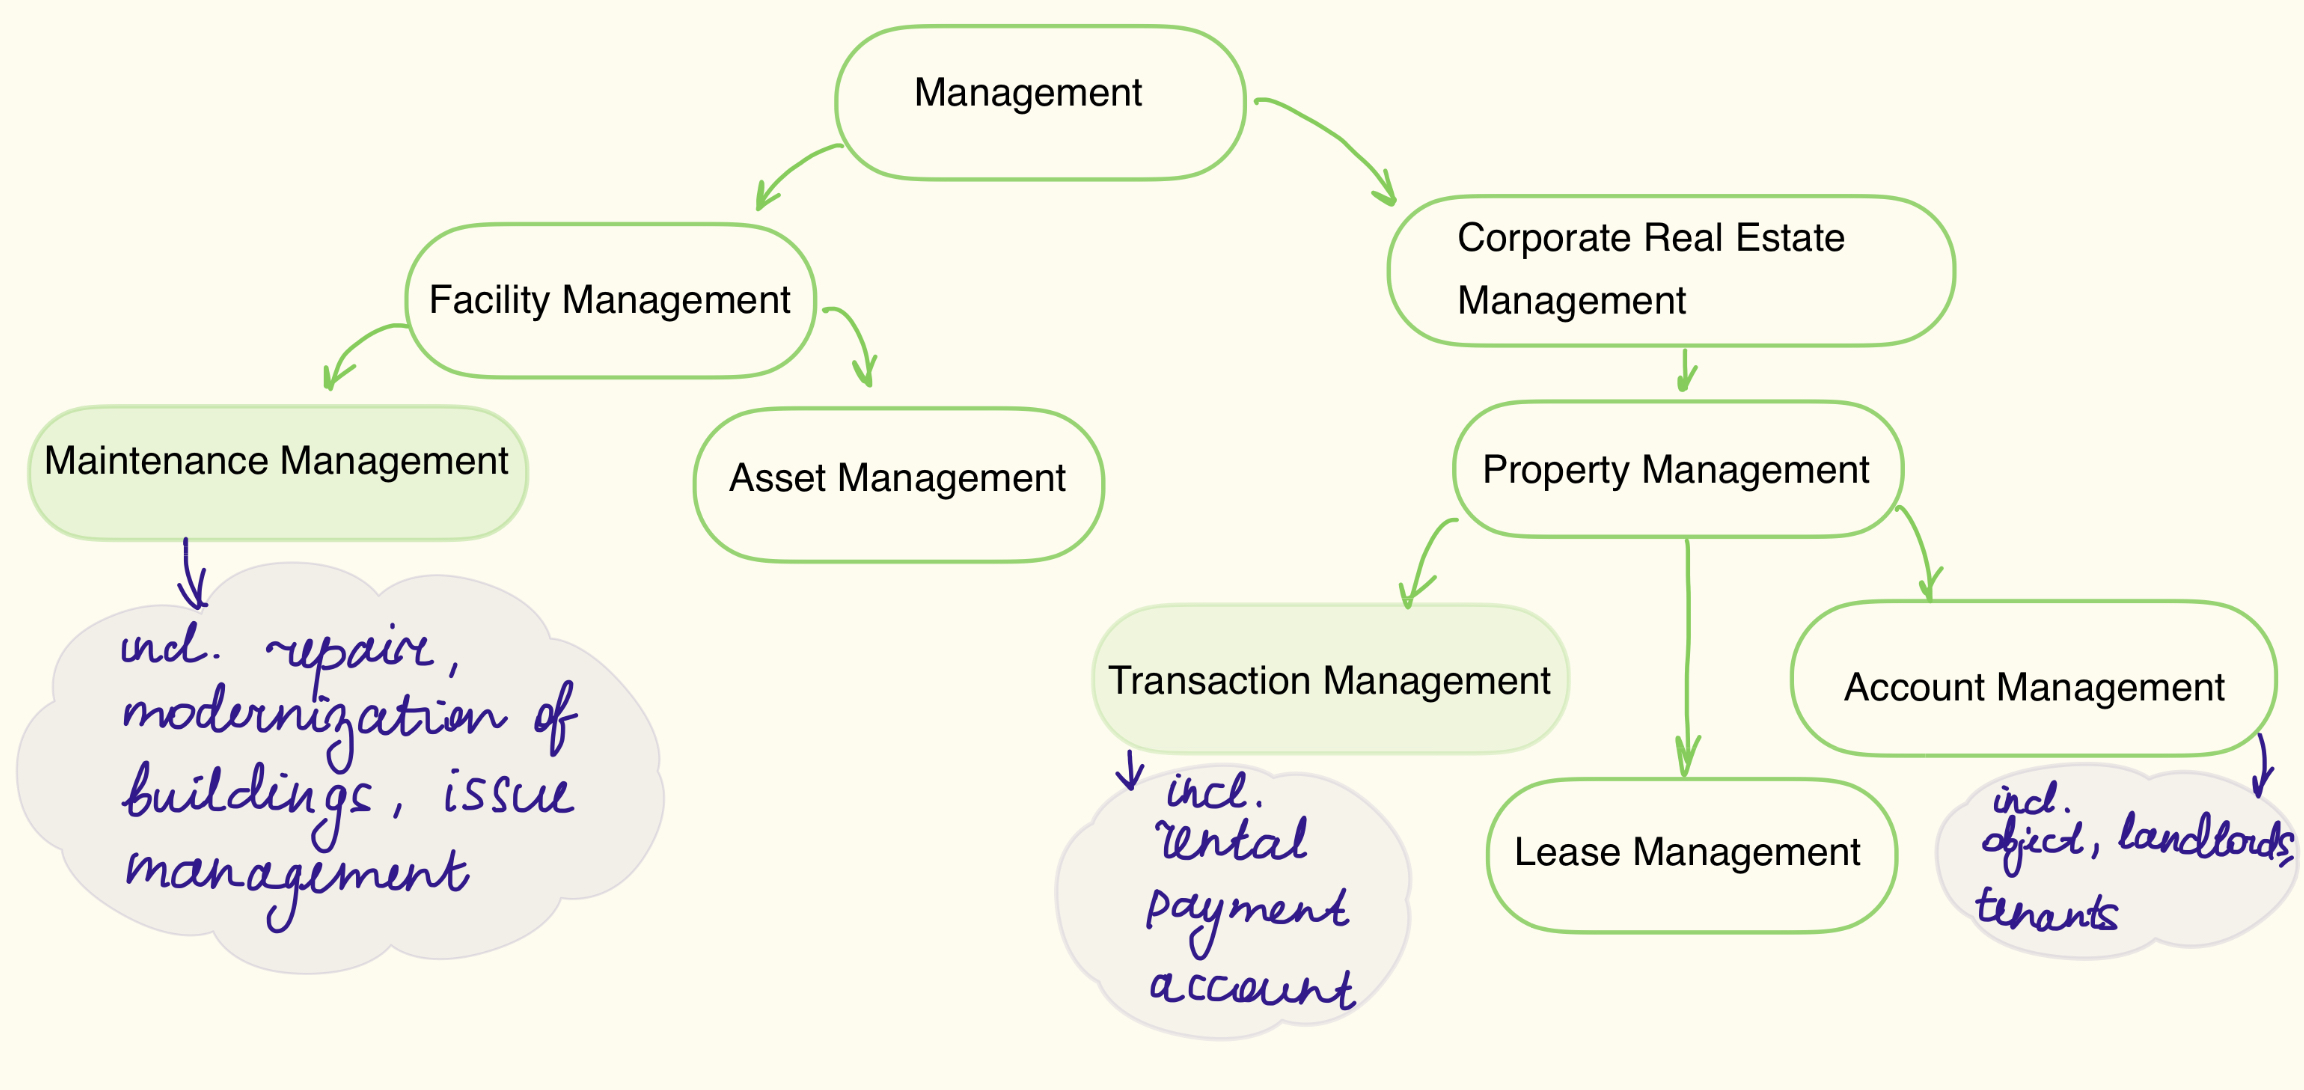 Management
Corporate Real Estate
Management
Facility Management
Maintenance Management
Asset Management
Property Management
incl. repair,
modernization of
buildings, issue
management
Transaction Management
Account Management
incl.
rental
payment
account
Lease Management
incl.
object, landlords,
tenants